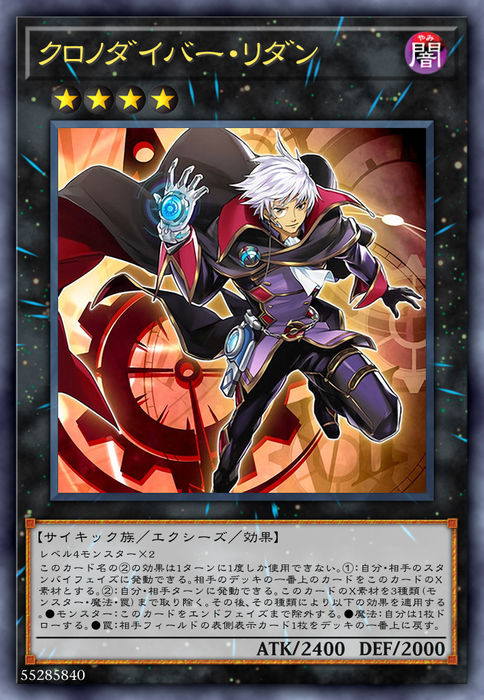 クロノダイバー・リダン
やみ
闇
【サイキック族／エクシーズ／効果】
レベル4モンスター×2
このカード名の②の効果は1ターンに1度しか使用できない。①：自分・相手のスタ
ンバイフェイズに発動できる。相手のデッキの一番上のカードをこのカードのX
素材とする。②：自分・相手ターンに発動できる。このカードのX素材を3種類(モ
ンスター・魔法・罠)まで取り除く。その後、その種類により以下の効果を適用する
。●モンスター：このカードをエンドフェイズまで除外する。●魔法：自分は1枚ド
ローする。●罠：相手フィールドの表側表示カード1枚をデッキの一番上に戻す。
ATK/2400 DEF/2000
55285840